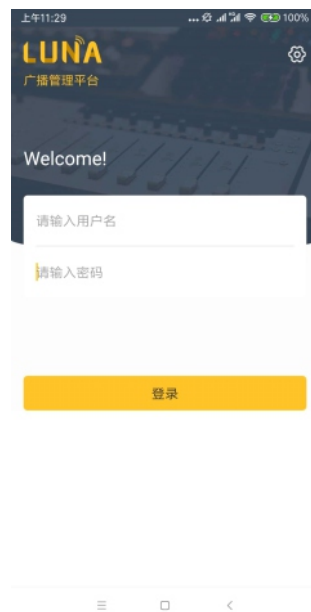 上午11:29
... 100%
LUNA
广播管理平台
Welcome!
请输入用户名
请输入密码
登录